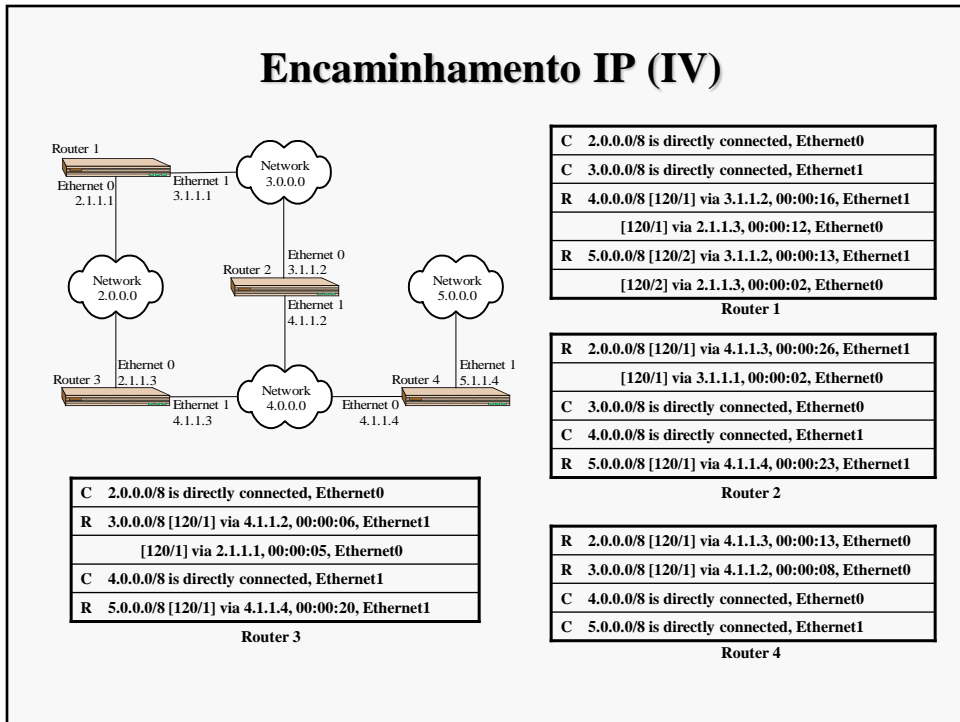 Encaminhamento IP (IV)
Router 1
Ethernet 0
2.1.1.1
Ethernet 1
3.1.1.1
Network
3.0.0.0
Network
2.0.0.0
Router 2
Ethernet 0
3.1.1.2
Ethernet 1
4.1.1.2
Network
5.0.0.0
Router 3
Ethernet 0
2.1.1.3
Ethernet 1
4.1.1.3
Network
4.0.0.0
Router 4
Ethernet 1
5.1.1.4
Ethernet 0
4.1.1.4
C 2.0.0.0/8 is directly connected, Ethernet0
C 3.0.0.0/8 is directly connected, Ethernet1
R 4.0.0.0/8 [120/1] via 3.1.1.2, 00:00:16, Ethernet1
[120/1] via 2.1.1.3, 00:00:12, Ethernet0
R 5.0.0.0/8 [120/2] via 3.1.1.2, 00:00:13, Ethernet1
[120/2] via 2.1.1.3, 00:00:02, Ethernet0
Router 1
R 2.0.0.0/8 [120/1] via 4.1.1.3, 00:00:26, Ethernet1
[120/1] via 3.1.1.1, 00:00:02, Ethernet0
C 3.0.0.0/8 is directly connected, Ethernet0
C 4.0.0.0/8 is directly connected, Ethernet1
R 5.0.0.0/8 [120/1] via 4.1.1.4, 00:00:23, Ethernet1
Router 2
C 2.0.0.0/8 is directly connected, Ethernet0
R 3.0.0.0/8 [120/1] via 4.1.1.2, 00:00:06, Ethernet1
[120/1] via 2.1.1.1, 00:00:05, Ethernet0
C 4.0.0.0/8 is directly connected, Ethernet1
R 5.0.0.0/8 [120/1] via 4.1.1.4, 00:00:20, Ethernet1
Router 3
R 2.0.0.0/8 [120/1] via 4.1.1.3, 00:00:13, Ethernet0
R 3.0.0.0/8 [120/1] via 4.1.1.2, 00:00:08, Ethernet0
C 4.0.0.0/8 is directly connected, Ethernet0
C 5.0.0.0/8 is directly connected, Ethernet1
Router 4